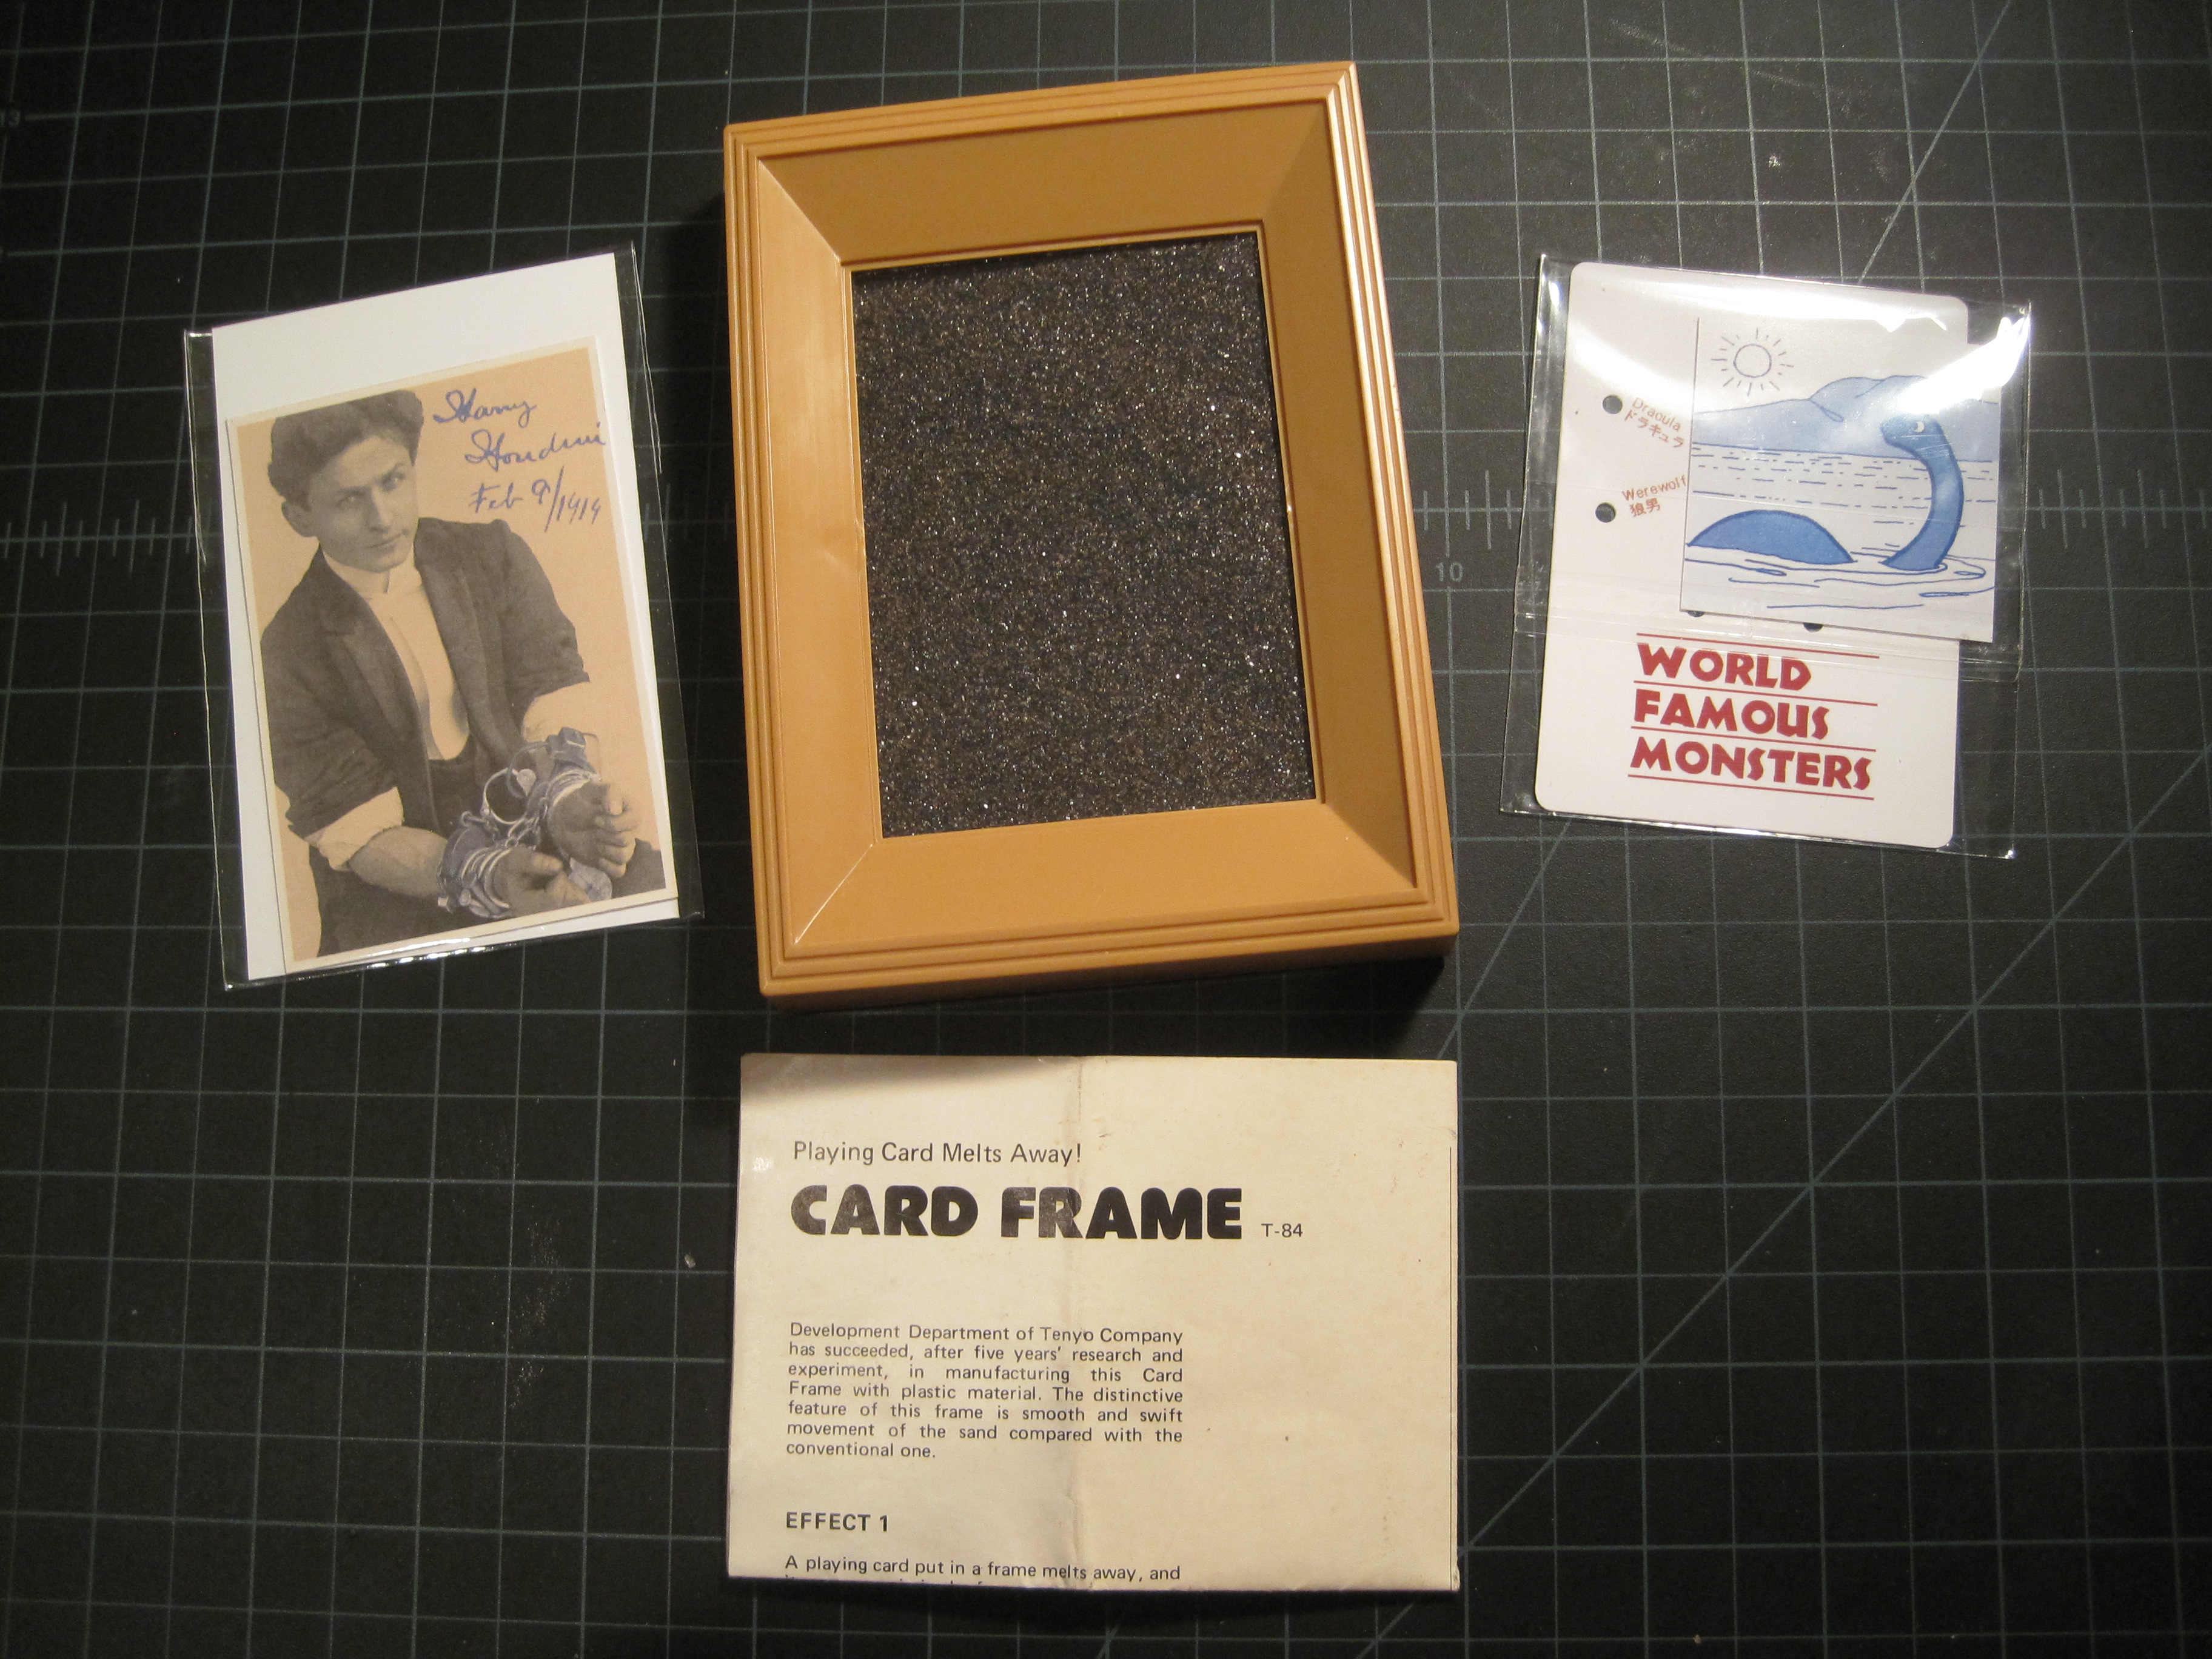 13
Harry
Houdini
Feb 9/1914
10
Dracula
ドラキュラ
Werewolf
狼男
WORLD
FAMOUS
MONSTERS
Playing Card Melts Away!
CARD FRAME T-84
Development Department of Tenyo Company
has succeeded, after five years' research and
experiment, in manufacturing this Card
Frame with plastic material. The distinctive
feature of this frame is smooth and swift
movement of the sand compared with the
conventional one.
EFFECT 1
A playing card put in a frame melts away, and